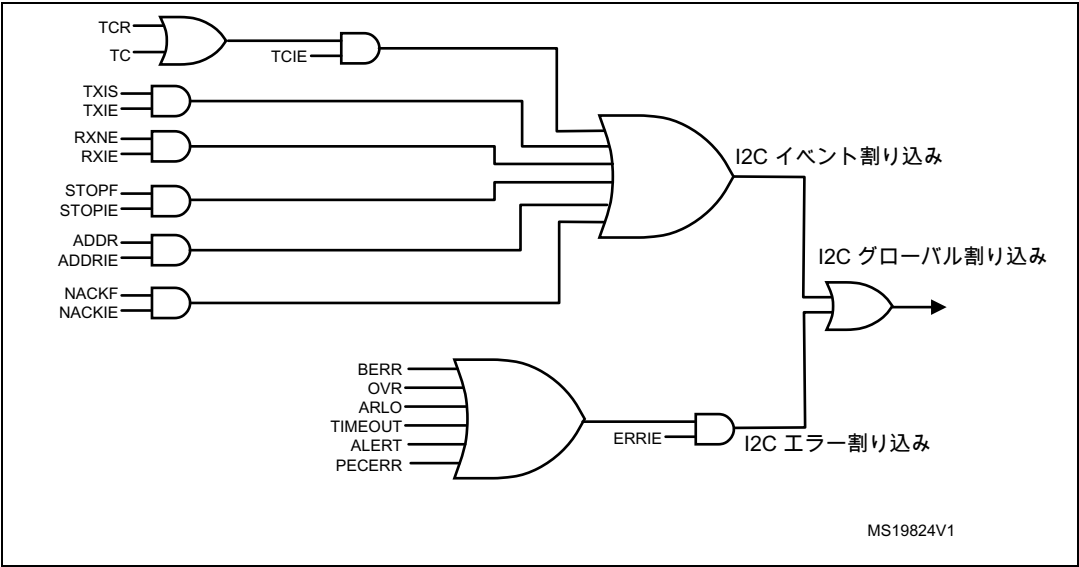 TCR
TC
TCIE
TXIS
TXIE
RXNE
RXIE
STOPF
STOPIE
ADDR
ADDRIE
NACKF
NACKIE
I2C イベント割り込み
I2C グローバル割り込み
BERR
OVR
ARLO
TIMEOUT
ALERT
PECERR
ERRIE
I2C エラー割り込み
MS19824V1